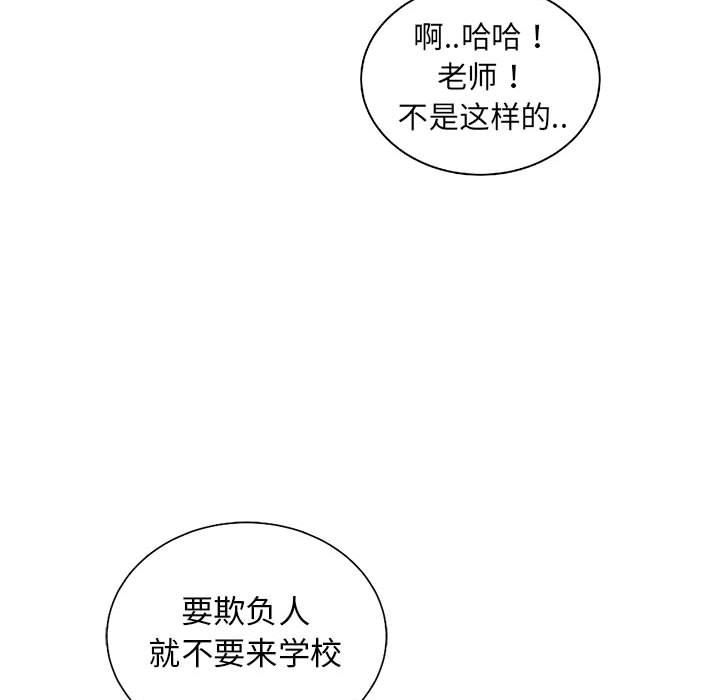 啊..哈哈！
老师！
不是这样的..
要欺负人
就不要来学校